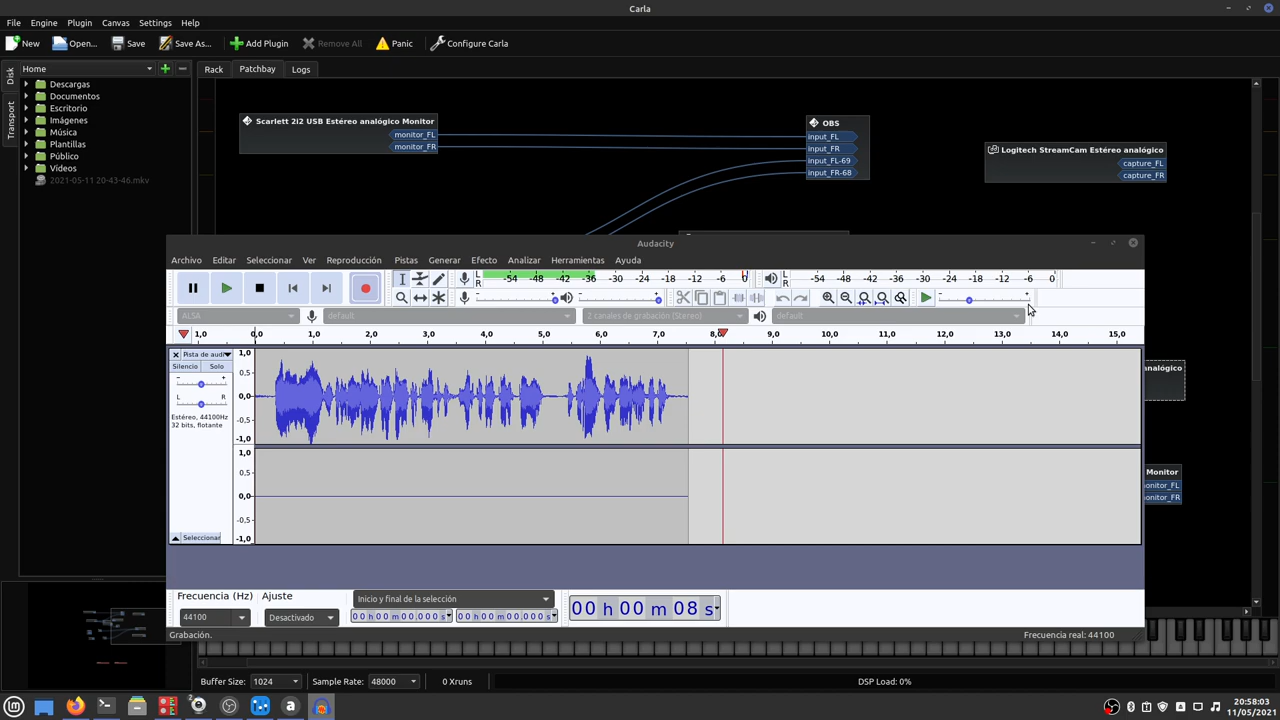 Carla
File Engine Plugin Canvas Settings Help
New Open... Save Save As... Add Plugin Remove All Panic Configure Carla
Disk
Transport
Home
Descargas
Documentos
Escritorio
Imágenes
Música
Plantillas
Público
Vídeos
2021-05-11 20-43-46.mkv
Rack Patchbay Logs
Scarlett 2i2 USB Estéreo analógico Monitor
monitor_FL
monitor_FR
OBS
input_FL
input_FR
input_FL-69
input_FR-68
Logitech StreamCam Estéreo analógico
capture_FL
capture_FR
analógico
Monitor
onitor_FL
onitor_FR
Audacity
Archivo Editar Seleccionar Ver Reproducción Pistas Generar Efecto Analizar Herramientas Ayuda
L
R
-54 -48 -42 -36 -30 -24 -18 -12 -6 0
L
R
-54 -48 -42 -36 -30 -24 -18 -12 -6 0
ALSA default 2 canales de grabación (Stereo) default
1,0 0,0 1,0 2,0 3,0 4,0 5,0 6,0 7,0 8,0 9,0 10,0 11,0 12,0 13,0 14,0 15,0
Pista de audi
Silencio Solo
L R
Estéreo, 44100Hz
32 bits, flotante
Seleccionar
1,0
0,5
0,0
-0,5
-1,0
1,0
0,5
0,0
-0,5
-1,0
Frecuencia (Hz) Ajuste
Inicio y final de la selección
44100 Desactivado
00 h 00 m 00,000 s 00 h 00 m 00,000 s
00 h 00 m 08 s
Grabación.
Frecuencia real: 44100
Buffer Size: 1024 Sample Rate: 48000 0 Xruns DSP Load: 0%
20:58:03
11/05/2021